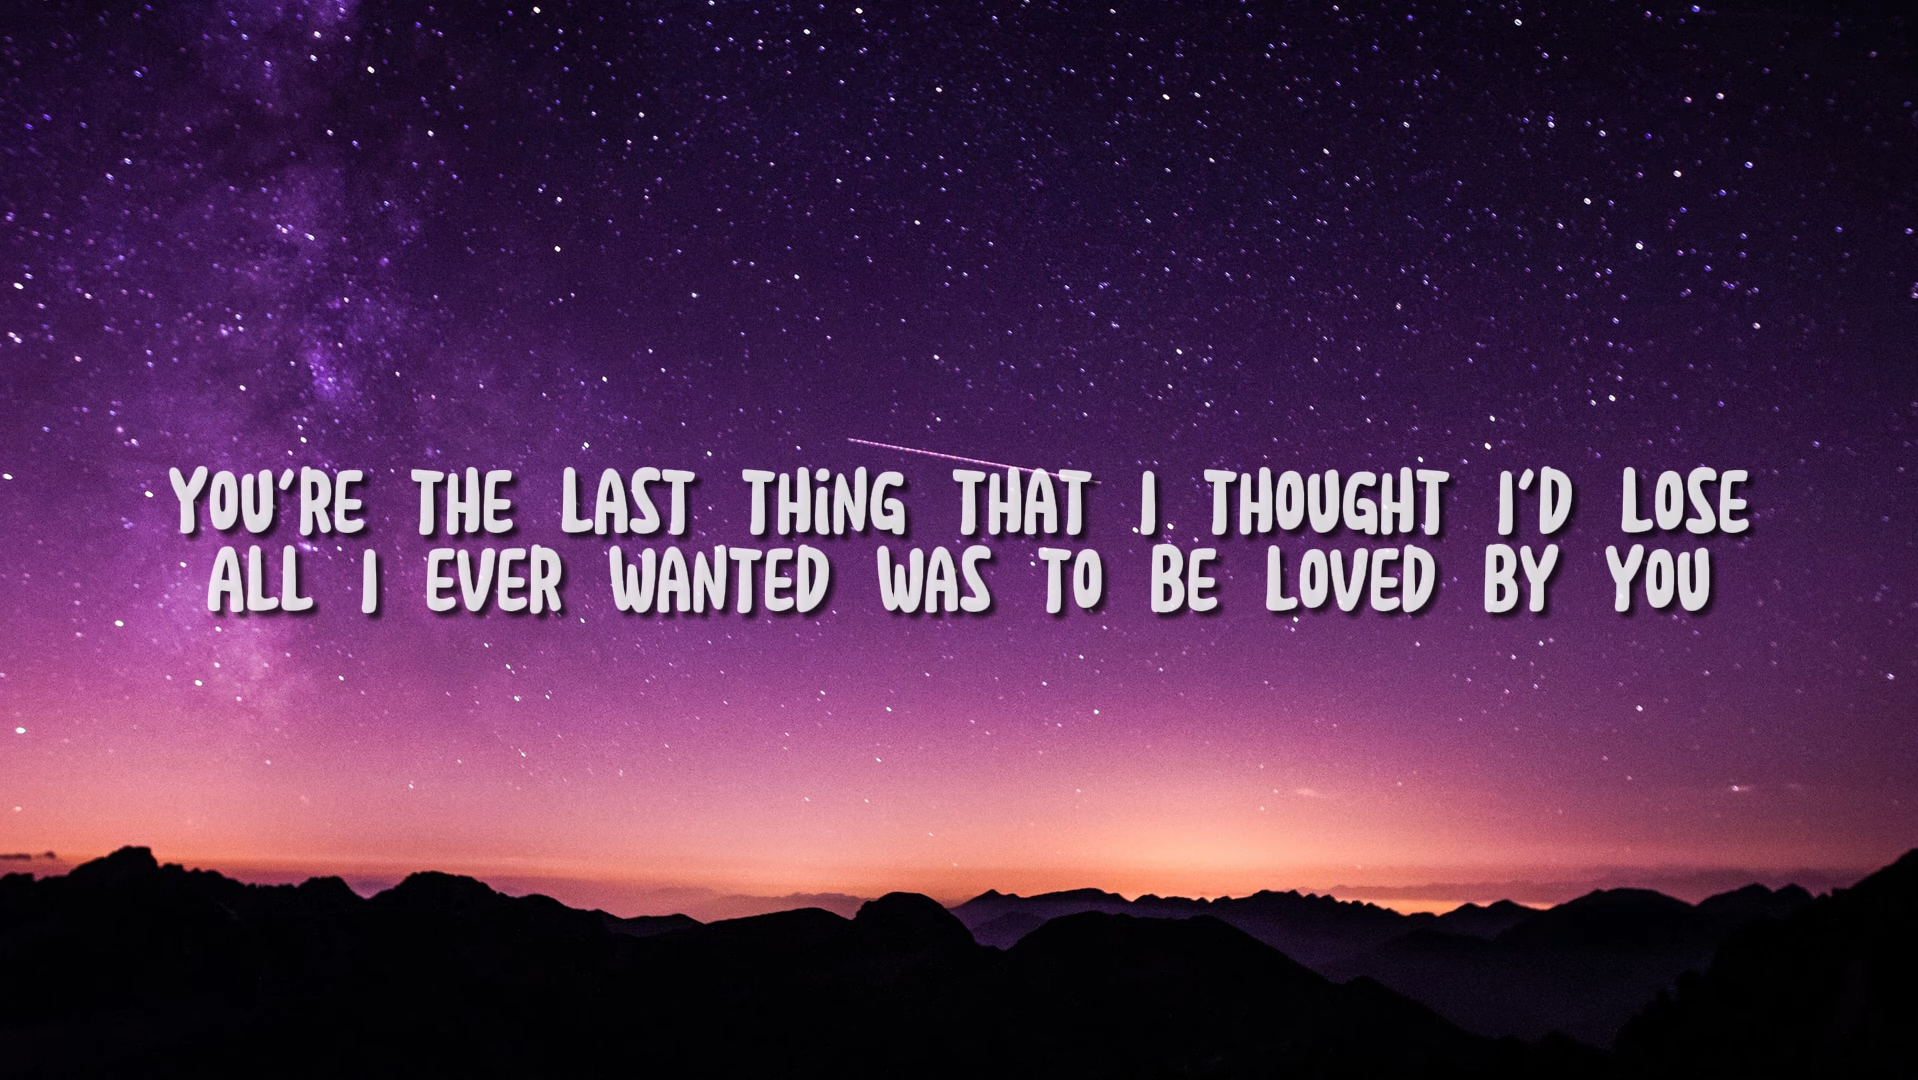 YOU'RE THE LAST THING THAT I THOUGHT I'D LOSE
ALL I EVER WANTED WAS TO BE LOVED BY YOU